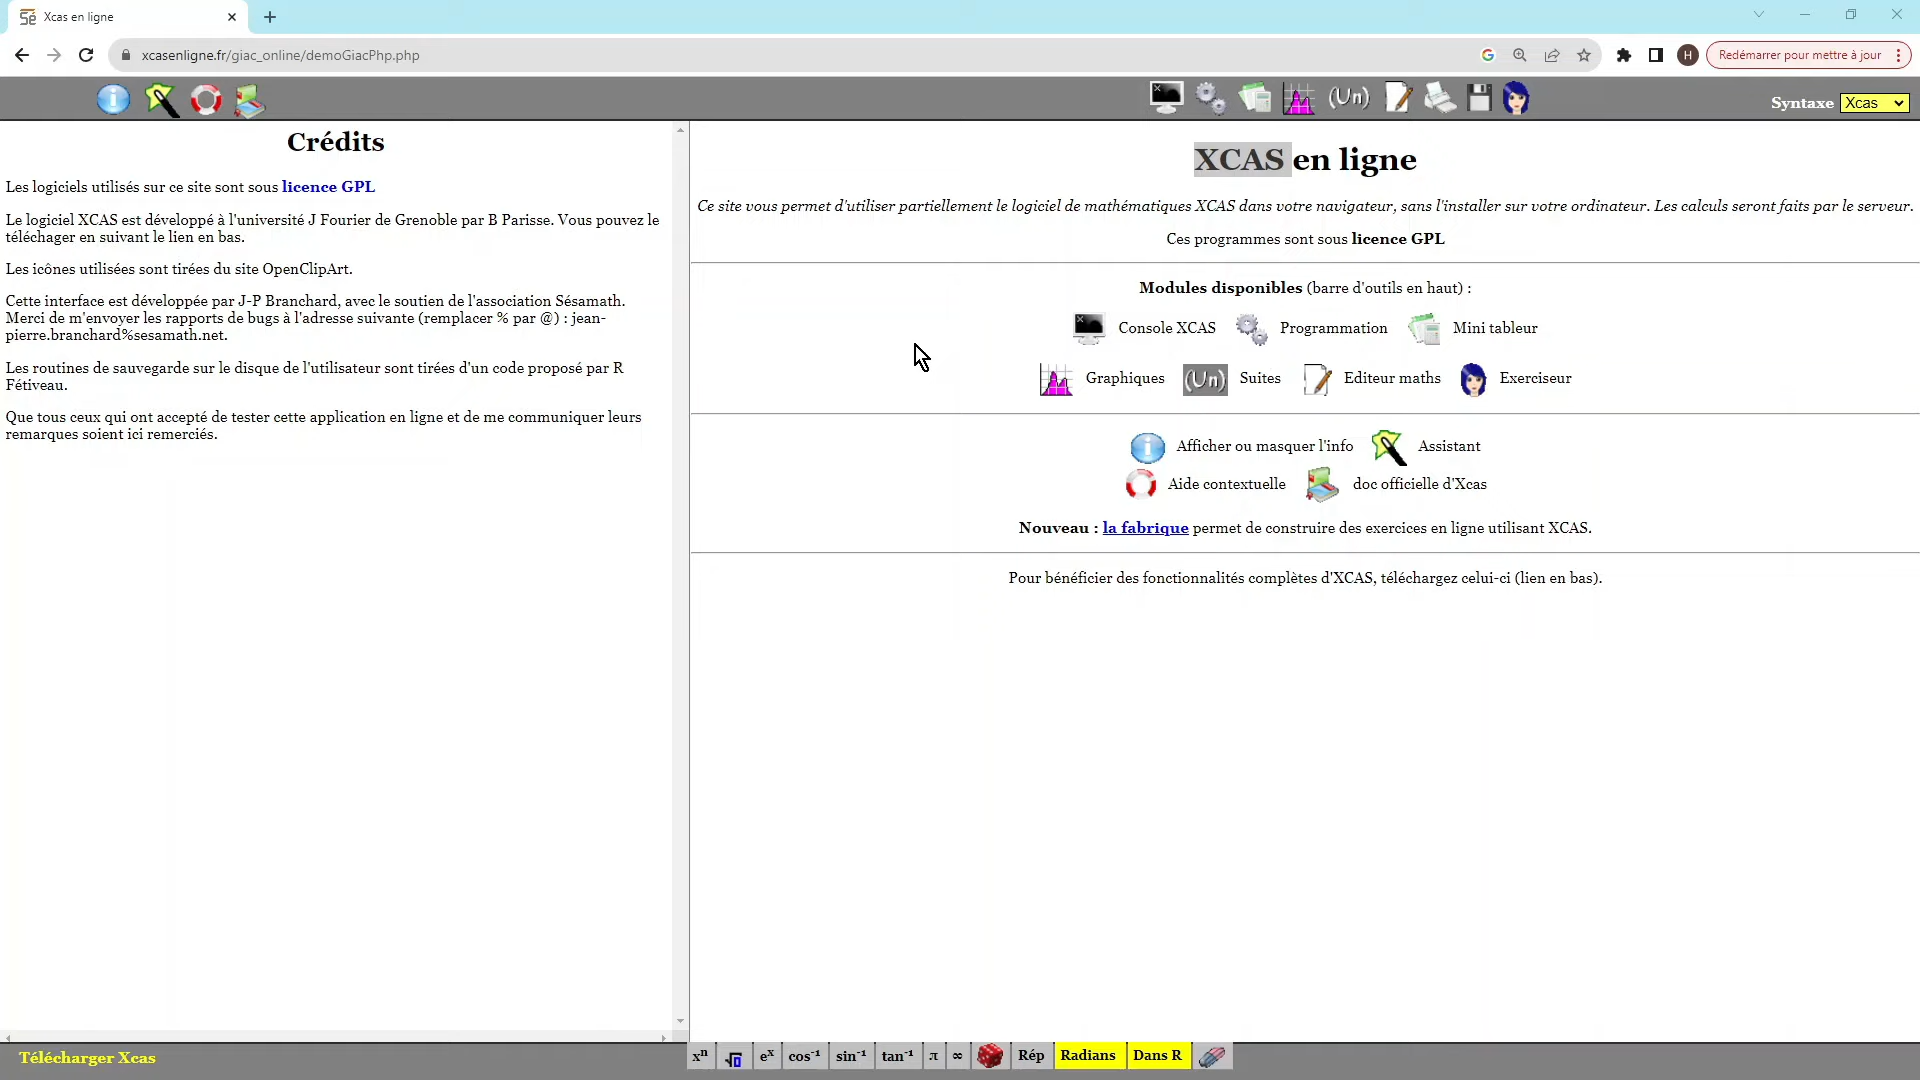 Xcas en ligne
xcasenligne.fr/giac_online/demoGiacPhp.php
H
Redémarrer pour mettre à jour
(Un)
Syntaxe Xcas
Crédits
Les logiciels utilisés sur ce site sont sous licence GPL
Le logiciel XCAS est développé à l'université J Fourier de Grenoble par B Parisse. Vous pouvez le
téléchager en suivant le lien en bas.
Les icônes utilisées sont tirées du site OpenClipArt.
Cette interface est développée par J-P Branchard, avec le soutien de l'association Sésamath.
Merci de m'envoyer les rapports de bugs à l'adresse suivante (remplacer % par @) : jean-
pierre.branchard%sesamath.net.
Les routines de sauvegarde sur le disque de l'utilisateur sont tirées d'un code proposé par R
Fétiveau.
Que tous ceux qui ont accepté de tester cette application en ligne et de me communiquer leurs
remarques soient ici remerciés.
XCAS en ligne
Ce site vous permet d'utiliser partiellement le logiciel de mathématiques XCAS dans votre navigateur, sans l'installer sur votre ordinateur. Les calculs seront faits par le serveur.
Ces programmes sont sous licence GPL
Modules disponibles (barre d'outils en haut) :
Console XCAS Programmation Mini tableur
Graphiques (Un) Suites Editeur maths Exerciseur
Afficher ou masquer l'info Assistant
Aide contextuelle doc officielle d'Xcas
Nouveau : la fabrique permet de construire des exercices en ligne utilisant XCAS.
Pour bénéficier des fonctionnalités complètes d'XCAS, téléchargez celui-ci (lien en bas).
Télécharger Xcas
xⁿ √ eˣ cos⁻¹ sin⁻¹ tan⁻¹ π ∞ Rép Radians Dans R